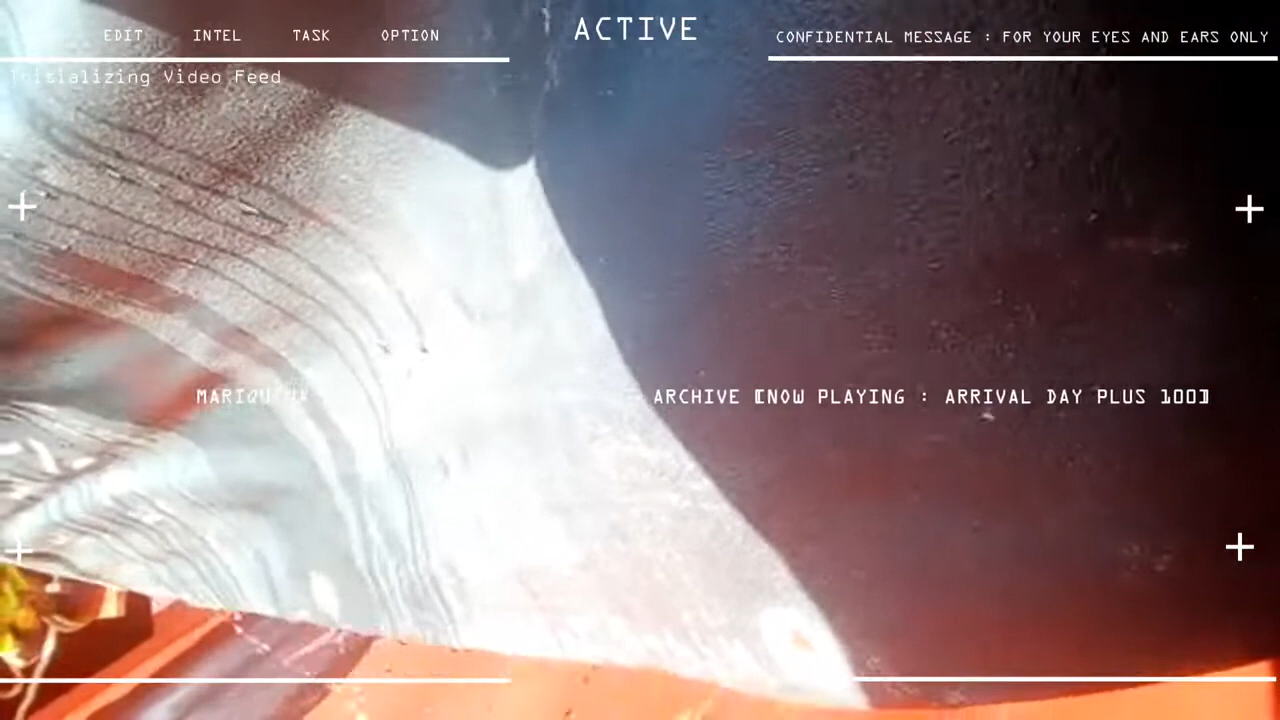 EDIT INTEL TASK OPTION
ACTIVE
CONFIDENTIAL MESSAGE : FOR YOUR EYES AND EARS ONLY
Initializing Video Feed
ARCHIVE [NOW PLAYING : ARRIVAL DAY PLUS 100]